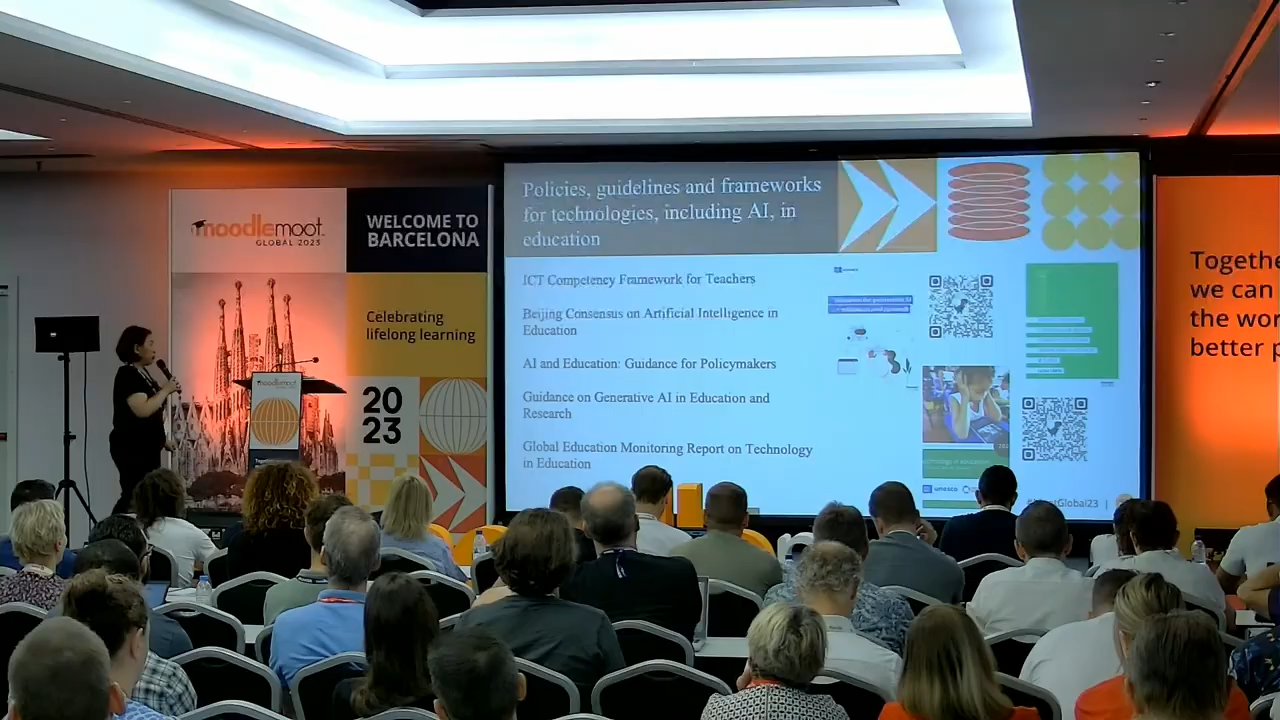 moodlemoot
GLOBAL 2023
WELCOME TO
BARCELONA
Celebrating
lifelong learning
20
23
moodlemoot
Policies, guidelines and frameworks
for technologies, including AI, in
education
ICT Competency Framework for Teachers
Beijing Consensus on Artificial Intelligence in
Education
AI and Education: Guidance for Policymakers
Guidance on Generative AI in Education and
Research
Global Education Monitoring Report on Technology
in Education
unesco
Together
we can
the wor
better p